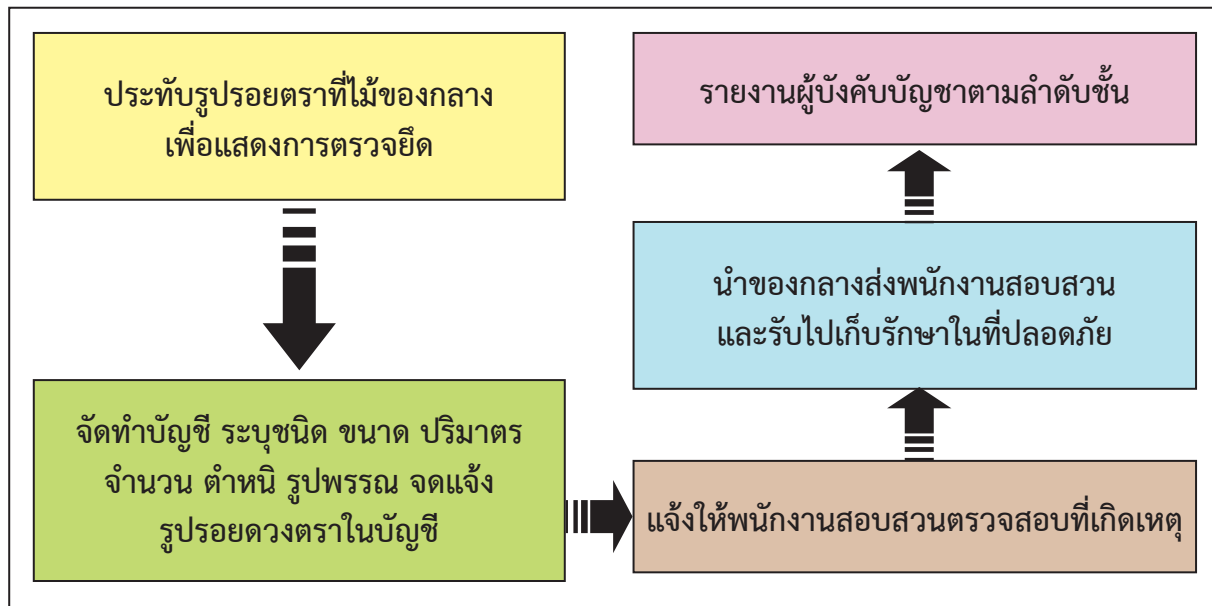 ประทับรูปรอยตราที่ไม้ของกลาง
เพื่อแสดงการตรวจยึด
จัดทำบัญชี ระบุชนิด ขนาด ปริมาตร
จำนวน ตำหนิ รูปพรรณ จดแจ้ง
รูปรอยดวงตราในบัญชี
แจ้งให้พนักงานสอบสวนตรวจสอบที่เกิดเหตุ
นำของกลางส่งพนักงานสอบสวน
และรับไปเก็บรักษาในที่ปลอดภัย
รายงานผู้บังคับบัญชาตามลำดับชั้น